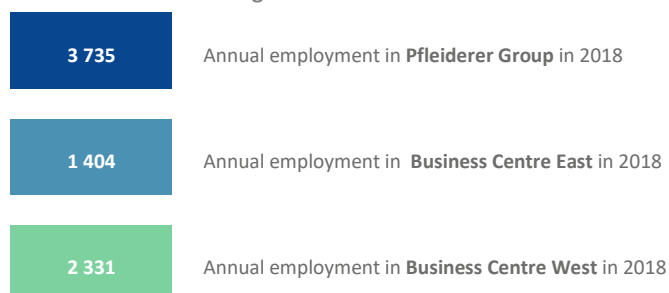 3 735 Annual employment in Pfleiderer Group in 2018
1 404 Annual employment in Business Centre East in 2018
2 331 Annual employment in Business Centre West in 2018